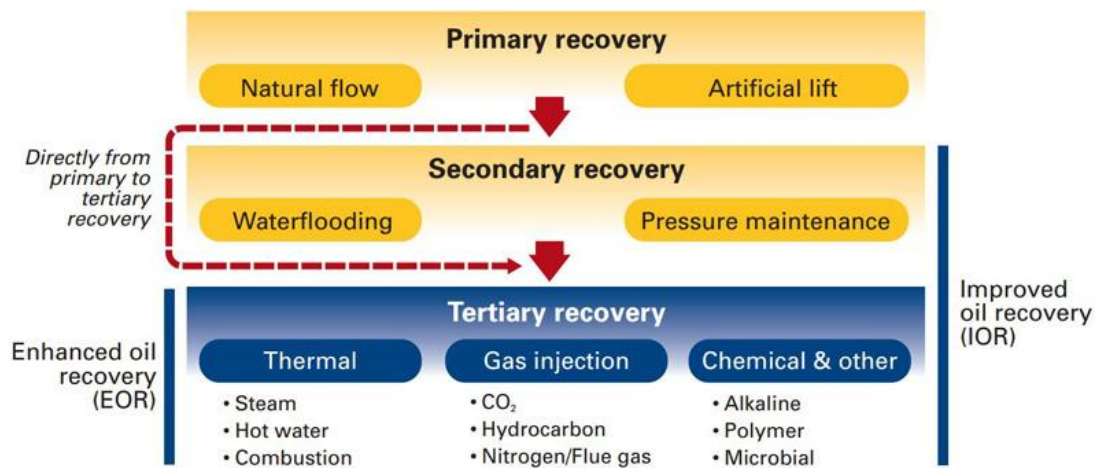 Primary recovery
Natural flow
Artificial lift
Directly from
primary to
tertiary
recovery
Secondary recovery
Waterflooding
Pressure maintenance
Improved
oil recovery
(IOR)
Tertiary recovery
Enhanced oil
recovery
(EOR)
Thermal
• Steam
• Hot water
• Combustion
Gas injection
• CO₂
• Hydrocarbon
• Nitrogen/Flue gas
Chemical & other
• Alkaline
• Polymer
• Microbial